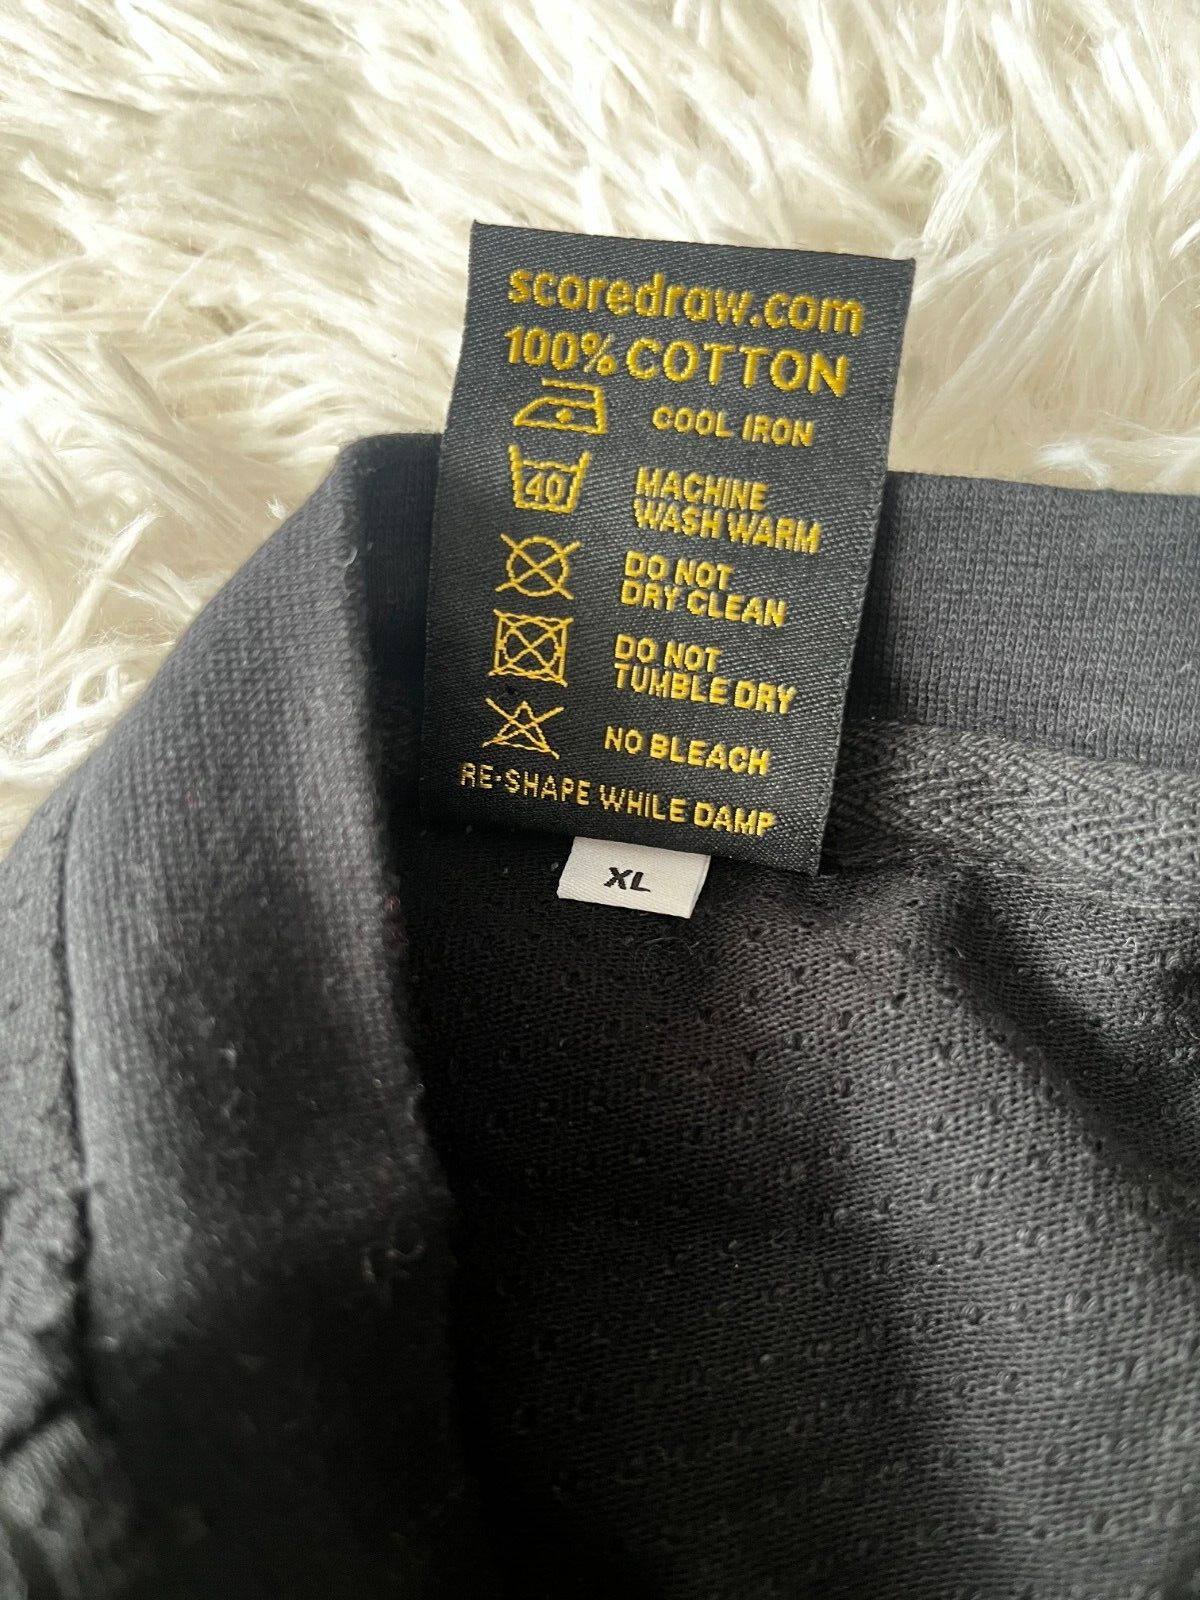 scoredraw.com
100% COTTON
COOL IRON
40
MACHINE
WASH WARM
DO NOT
DRY CLEAN
DO NOT
TUMBLE DRY
NO BLEACH
RE-SHAPE WHILE DAMP
XL